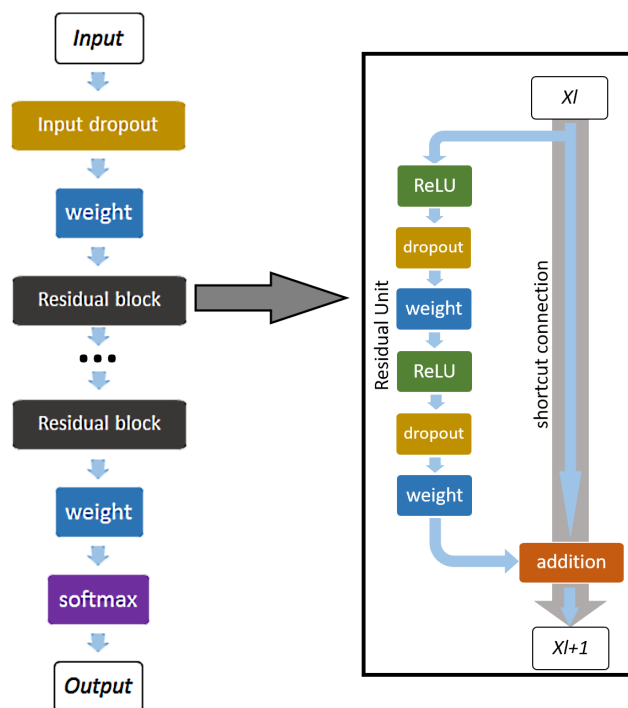 Input
Input dropout
weight
Residual block
...
Residual block
weight
softmax
Output
Xl
ReLU
dropout
weight
ReLU
dropout
weight
Residual Unit
shortcut connection
addition
Xl+1